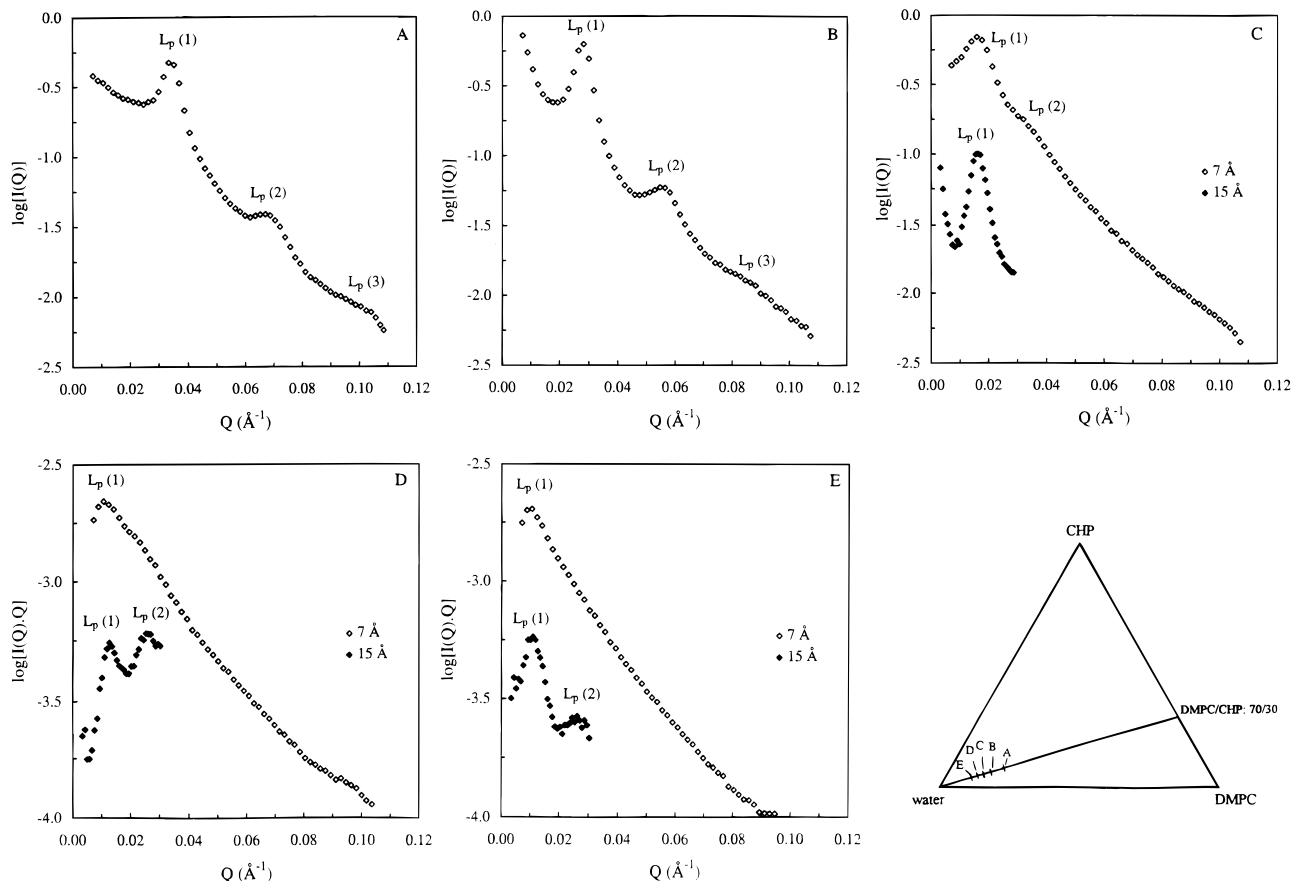 A
L_p (1)
L_p (2)
L_p (3)
log[I(Q)]
0.0
-0.5
-1.0
-1.5
-2.0
-2.5
0.00 0.02 0.04 0.06 0.08 0.10 0.12
Q (Å⁻¹)
B
L_p (1)
L_p (2)
L_p (3)
log[I(Q)]
0.0
-0.5
-1.0
-1.5
-2.0
-2.5
0.00 0.02 0.04 0.06 0.08 0.10 0.12
Q (Å⁻¹)
C
L_p (1)
L_p (2)
L_p (1)
7 Å
15 Å
log[I(Q)]
0.0
-0.5
-1.0
-1.5
-2.0
-2.5
0.00 0.02 0.04 0.06 0.08 0.10 0.12
Q (Å⁻¹)
D
L_p (1)
L_p (1)
L_p (2)
7 Å
15 Å
log[I(Q).Q]
-2.5
-3.0
-3.5
-4.0
0.00 0.02 0.04 0.06 0.08 0.10 0.12
Q (Å⁻¹)
E
L_p (1)
L_p (1)
L_p (2)
7 Å
15 Å
log[I(Q).Q]
-2.5
-3.0
-3.5
-4.0
0.00 0.02 0.04 0.06 0.08 0.10 0.12
Q (Å⁻¹)
CHP
DMPC/CHP: 70/30
E D C B A
water
DMPC